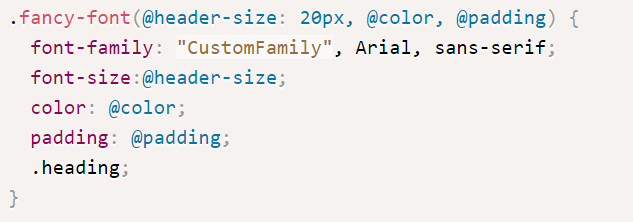 .fancy-font(@header-size: 20px, @color, @padding) {
font-family: "CustomFamily", Arial, sans-serif;
font-size:@header-size;
color: @color;
padding: @padding;
.heading;
}